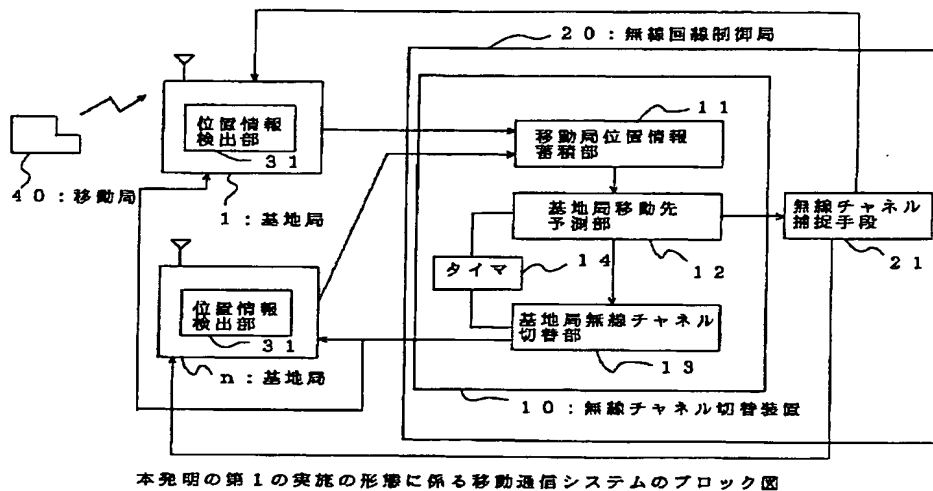 20：無線回線制御局
11
位置情報
検出部
31
移動局位置情報
蓄積部
40：移動局
1：基地局
基地局移動先
予測部
無線チャネル
捕捉手段
タイマ
14
12
21
位置情報
検出部
31
基地局無線チャネル
切替部
13
n：基地局
10：無線チャネル切替装置
本発明の第1の実施の形態に係る移動通信システムのブロック図